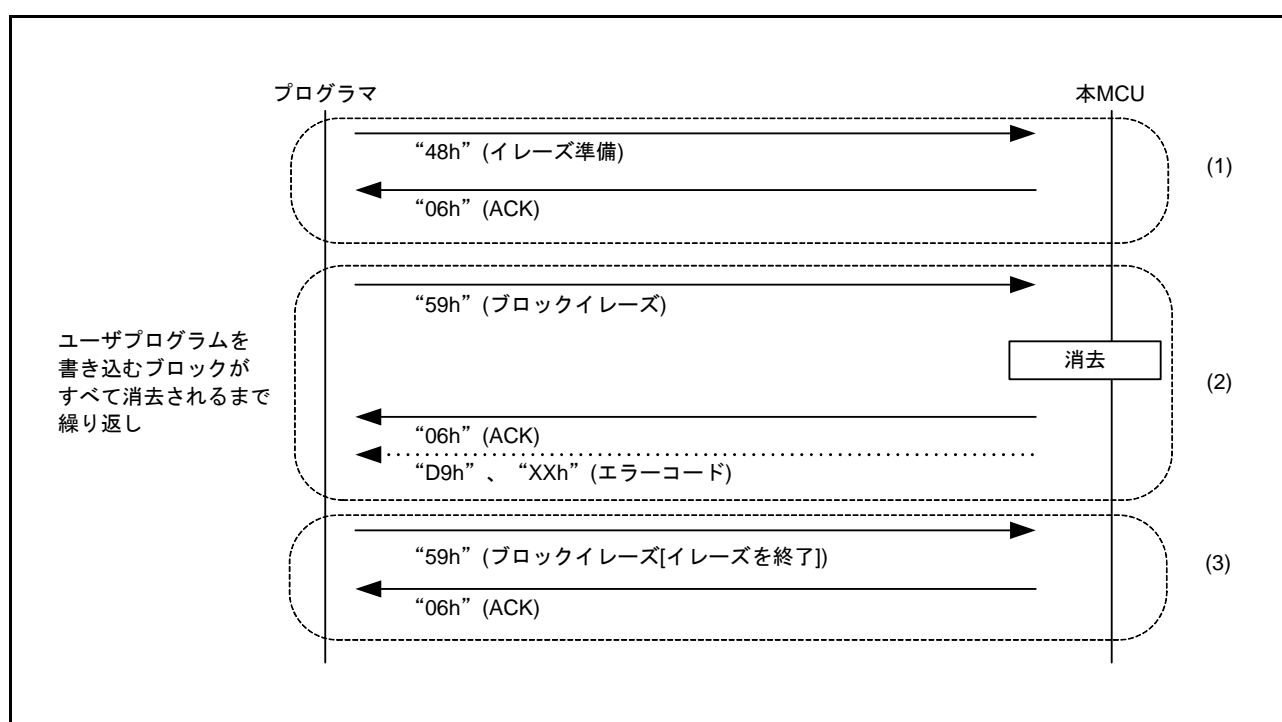 プログラマ
本MCU
“48h” (イレーズ準備)
“06h” (ACK)
(1)
“59h” (ブロックイレーズ)
ユーザプログラムを
書き込むブロックが
すべて消去されるまで
繰り返し
消去
(2)
“06h” (ACK)
“D9h” 、 “XXh” (エラーコード)
“59h” (ブロックイレーズ[イレーズを終了])
(3)
“06h” (ACK)